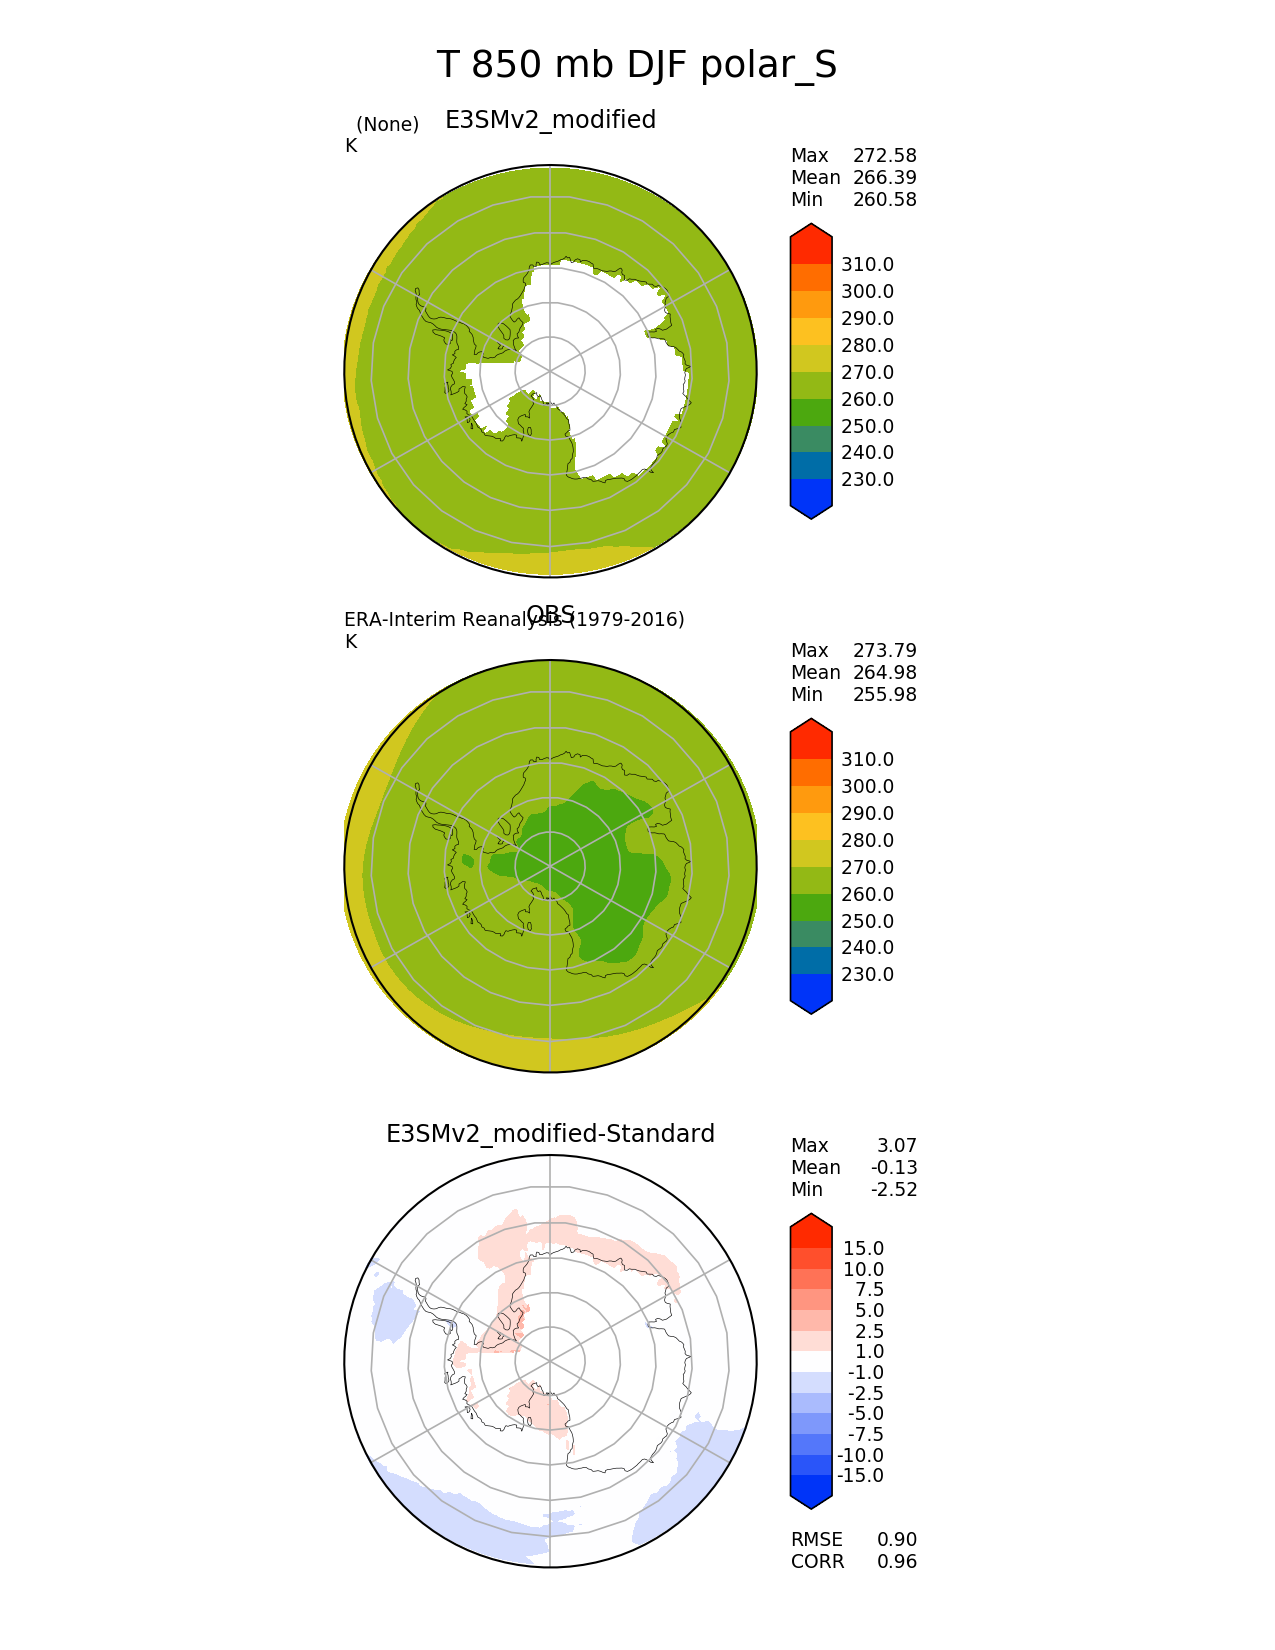 T 850 mb DJF polar_S
(None) E3SMv2_modified
K
Max 272.58
Mean 266.39
Min 260.58
310.0
300.0
290.0
280.0
270.0
260.0
250.0
240.0
230.0
OBS
ERA-Interim Reanalysis (1979-2016)
K
Max 273.79
Mean 264.98
Min 255.98
310.0
300.0
290.0
280.0
270.0
260.0
250.0
240.0
230.0
E3SMv2_modified-Standard
Max 3.07
Mean -0.13
Min -2.52
15.0
10.0
7.5
5.0
2.5
1.0
-1.0
-2.5
-5.0
-7.5
-10.0
-15.0
RMSE 0.90
CORR 0.96